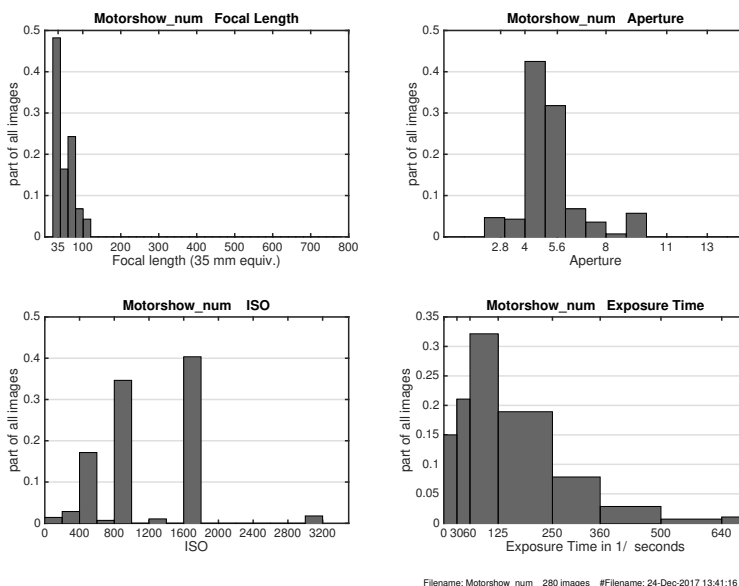 Motorshow_num Focal Length
part of all images
0.5
0.4
0.3
0.2
0.1
0
35 100 200 300 400 500 600 700 800
Focal length (35 mm equiv.)
Motorshow_num Aperture
part of all images
0.5
0.4
0.3
0.2
0.1
0
2.8 4 5.6 8 11 13
Aperture
Motorshow_num ISO
part of all images
0.5
0.4
0.3
0.2
0.1
0
0 400 800 1200 1600 2000 2400 2800 3200
ISO
Motorshow_num Exposure Time
part of all images
0.35
0.3
0.25
0.2
0.15
0.1
0.05
0
0 30 60 125 250 360 500 640
Exposure Time in 1/ seconds
Filename: Motorshow_num 280 images #Filename: 24-Dec-2017 13:41:16